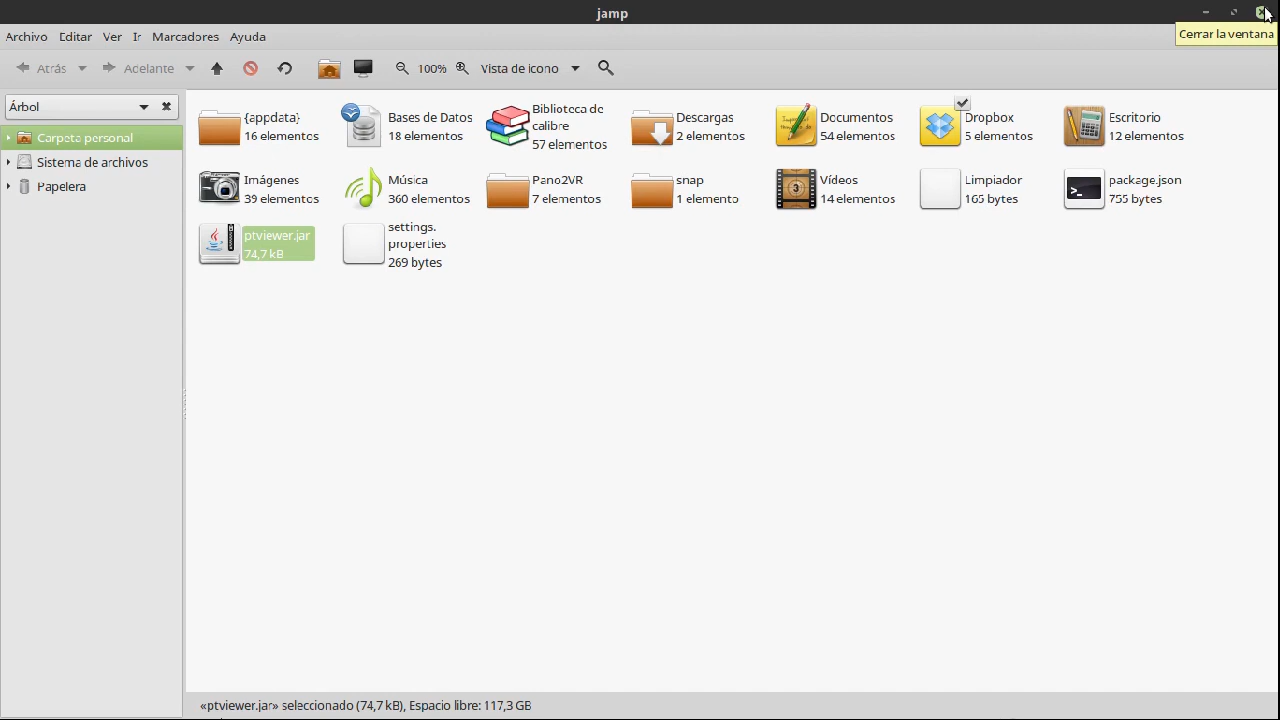 jamp
Cerrar la ventana
Archivo Editar Ver Ir Marcadores Ayuda
Atrás Adelante 100% Vista de icono
Árbol
Carpeta personal
Sistema de archivos
Papelera
{appdata}
16 elementos
Bases de Datos
18 elementos
Biblioteca de
calibre
57 elementos
Descargas
2 elementos
Documentos
54 elementos
Dropbox
5 elementos
Escritorio
12 elementos
Imágenes
39 elementos
Música
360 elementos
Pano2VR
7 elementos
snap
1 elemento
Vídeos
14 elementos
Limpiador
165 bytes
package.json
755 bytes
ptviewer.jar
74,7 kB
settings.
properties
269 bytes
«ptviewer.jar» seleccionado (74,7 kB), Espacio libre: 117,3 GB